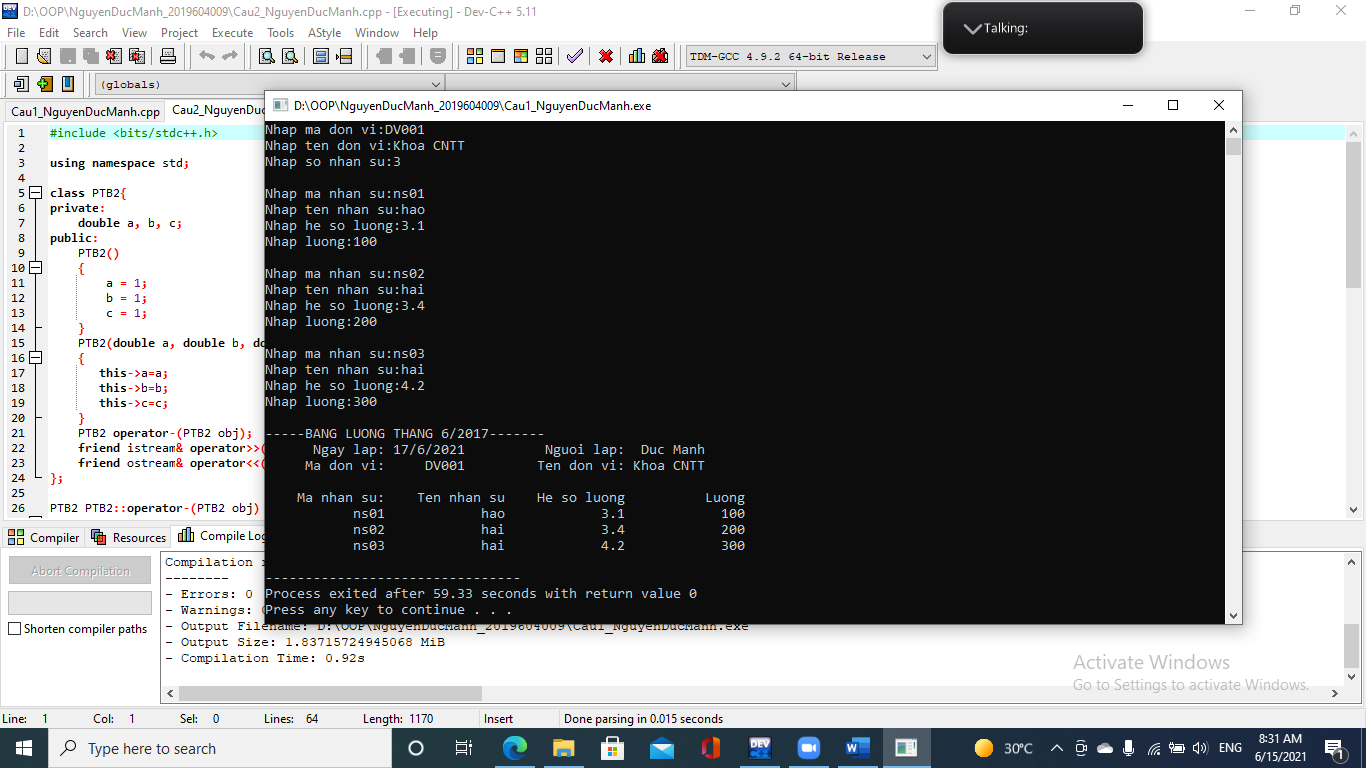 D:\OOP\NguyenDucManh_2019604009\Cau2_NguyenDucManh.cpp - [Executing] - Dev-C++ 5.11
Talking:
File Edit Search View Project Execute Tools AStyle Window Help
TDM-GCC 4.9.2 64-bit Release
(globals)
Cau1_NguyenDucManh.cpp Cau2_NguyenDuc
1 #include <bits/stdc++.h>
2
3 using namespace std;
4
5 class PTB2{
6 private:
7 double a, b, c;
8 public:
9 PTB2()
10 {
11 a = 1;
12 b = 1;
13 c = 1;
14 }
15 PTB2(double a, double b, do
16 {
17 this->a=a;
18 this->b=b;
19 this->c=c;
20 }
21 PTB2 operator-(PTB2 obj);
22 friend istream& operator>>(
23 friend ostream& operator<<(
24 };
25
26 PTB2 PTB2::operator-(PTB2 obj)
D:\OOP\NguyenDucManh_2019604009\Cau1_NguyenDucManh.exe
Nhap ma don vi:DV001
Nhap ten don vi:Khoa CNTT
Nhap so nhan su:3
Nhap ma nhan su:ns01
Nhap ten nhan su:hao
Nhap he so luong:3.1
Nhap luong:100
Nhap ma nhan su:ns02
Nhap ten nhan su:hai
Nhap he so luong:3.4
Nhap luong:200
Nhap ma nhan su:ns03
Nhap ten nhan su:hai
Nhap he so luong:4.2
Nhap luong:300
-----BANG LUONG THANG 6/2017-------
Ngay lap: 17/6/2021 Nguoi lap: Duc Manh
Ma don vi: DV001 Ten don vi: Khoa CNTT
Ma nhan su: Ten nhan su He so luong Luong
ns01 hao 3.1 100
ns02 hai 3.4 200
ns03 hai 4.2 300
--------------------------------
Process exited after 59.33 seconds with return value 0
Press any key to continue . . .
Compiler Resources Compile Log
Abort Compilation
Shorten compiler paths
Compilation
--------
- Errors: 0
- Warnings:
- Output Filename: D:\OOP\NguyenDucManh_2019604009\Cau1_NguyenDucManh.exe
- Output Size: 1.83715724945068 MiB
- Compilation Time: 0.92s
Activate Windows
Go to Settings to activate Windows.
Line: 1 Col: 1 Sel: 0 Lines: 64 Length: 1170 Insert Done parsing in 0.015 seconds
Type here to search
DEV
30°C
ENG
8:31 AM
6/15/2021
1